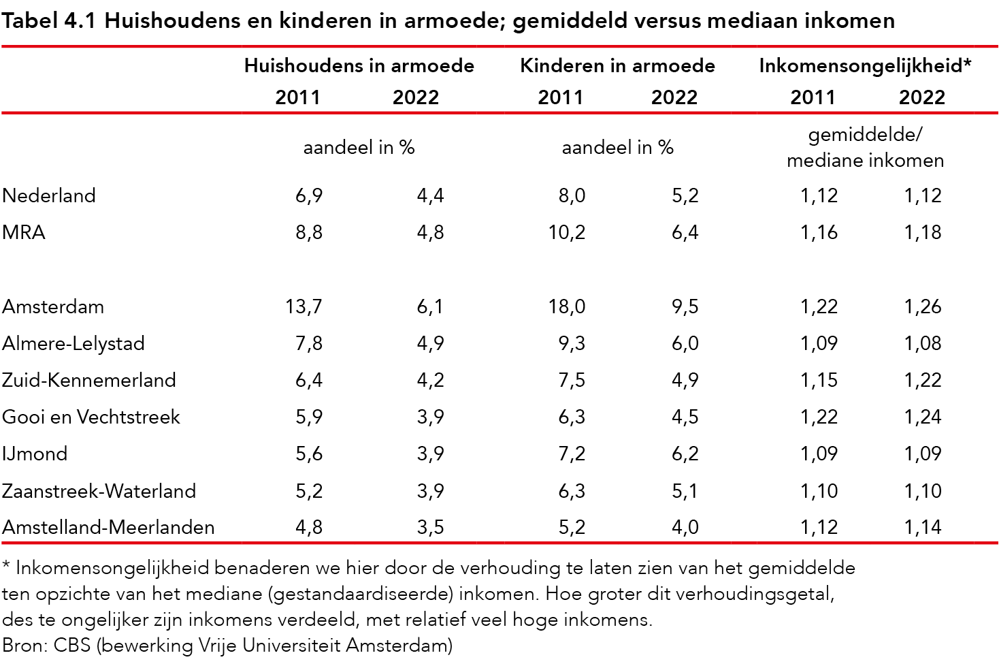 Tabel 4.1 Huishoudens en kinderen in armoede; gemiddeld versus mediaan inkomen
Huishoudens in armoede Kinderen in armoede Inkomensongelijkheid*
2011 2022 2011 2022 2011 2022
aandeel in % aandeel in % gemiddelde/
mediane inkomen
Nederland 6,9 4,4 8,0 5,2 1,12 1,12
MRA 8,8 4,8 10,2 6,4 1,16 1,18
Amsterdam 13,7 6,1 18,0 9,5 1,22 1,26
Almere-Lelystad 7,8 4,9 9,3 6,0 1,09 1,08
Zuid-Kennemerland 6,4 4,2 7,5 4,9 1,15 1,22
Gooi en Vechtstreek 5,9 3,9 6,3 4,5 1,22 1,24
IJmond 5,6 3,9 7,2 6,2 1,09 1,09
Zaanstreek-Waterland 5,2 3,9 6,3 5,1 1,10 1,10
Amstelland-Meerlanden 4,8 3,5 5,2 4,0 1,12 1,14
* Inkomensongelijkheid benaderen we hier door de verhouding te laten zien van het gemiddelde
ten opzichte van het mediane (gestandaardiseerde) inkomen. Hoe groter dit verhoudingsgetal,
des te ongelijker zijn inkomens verdeeld, met relatief veel hoge inkomens.
Bron: CBS (bewerking Vrije Universiteit Amsterdam)